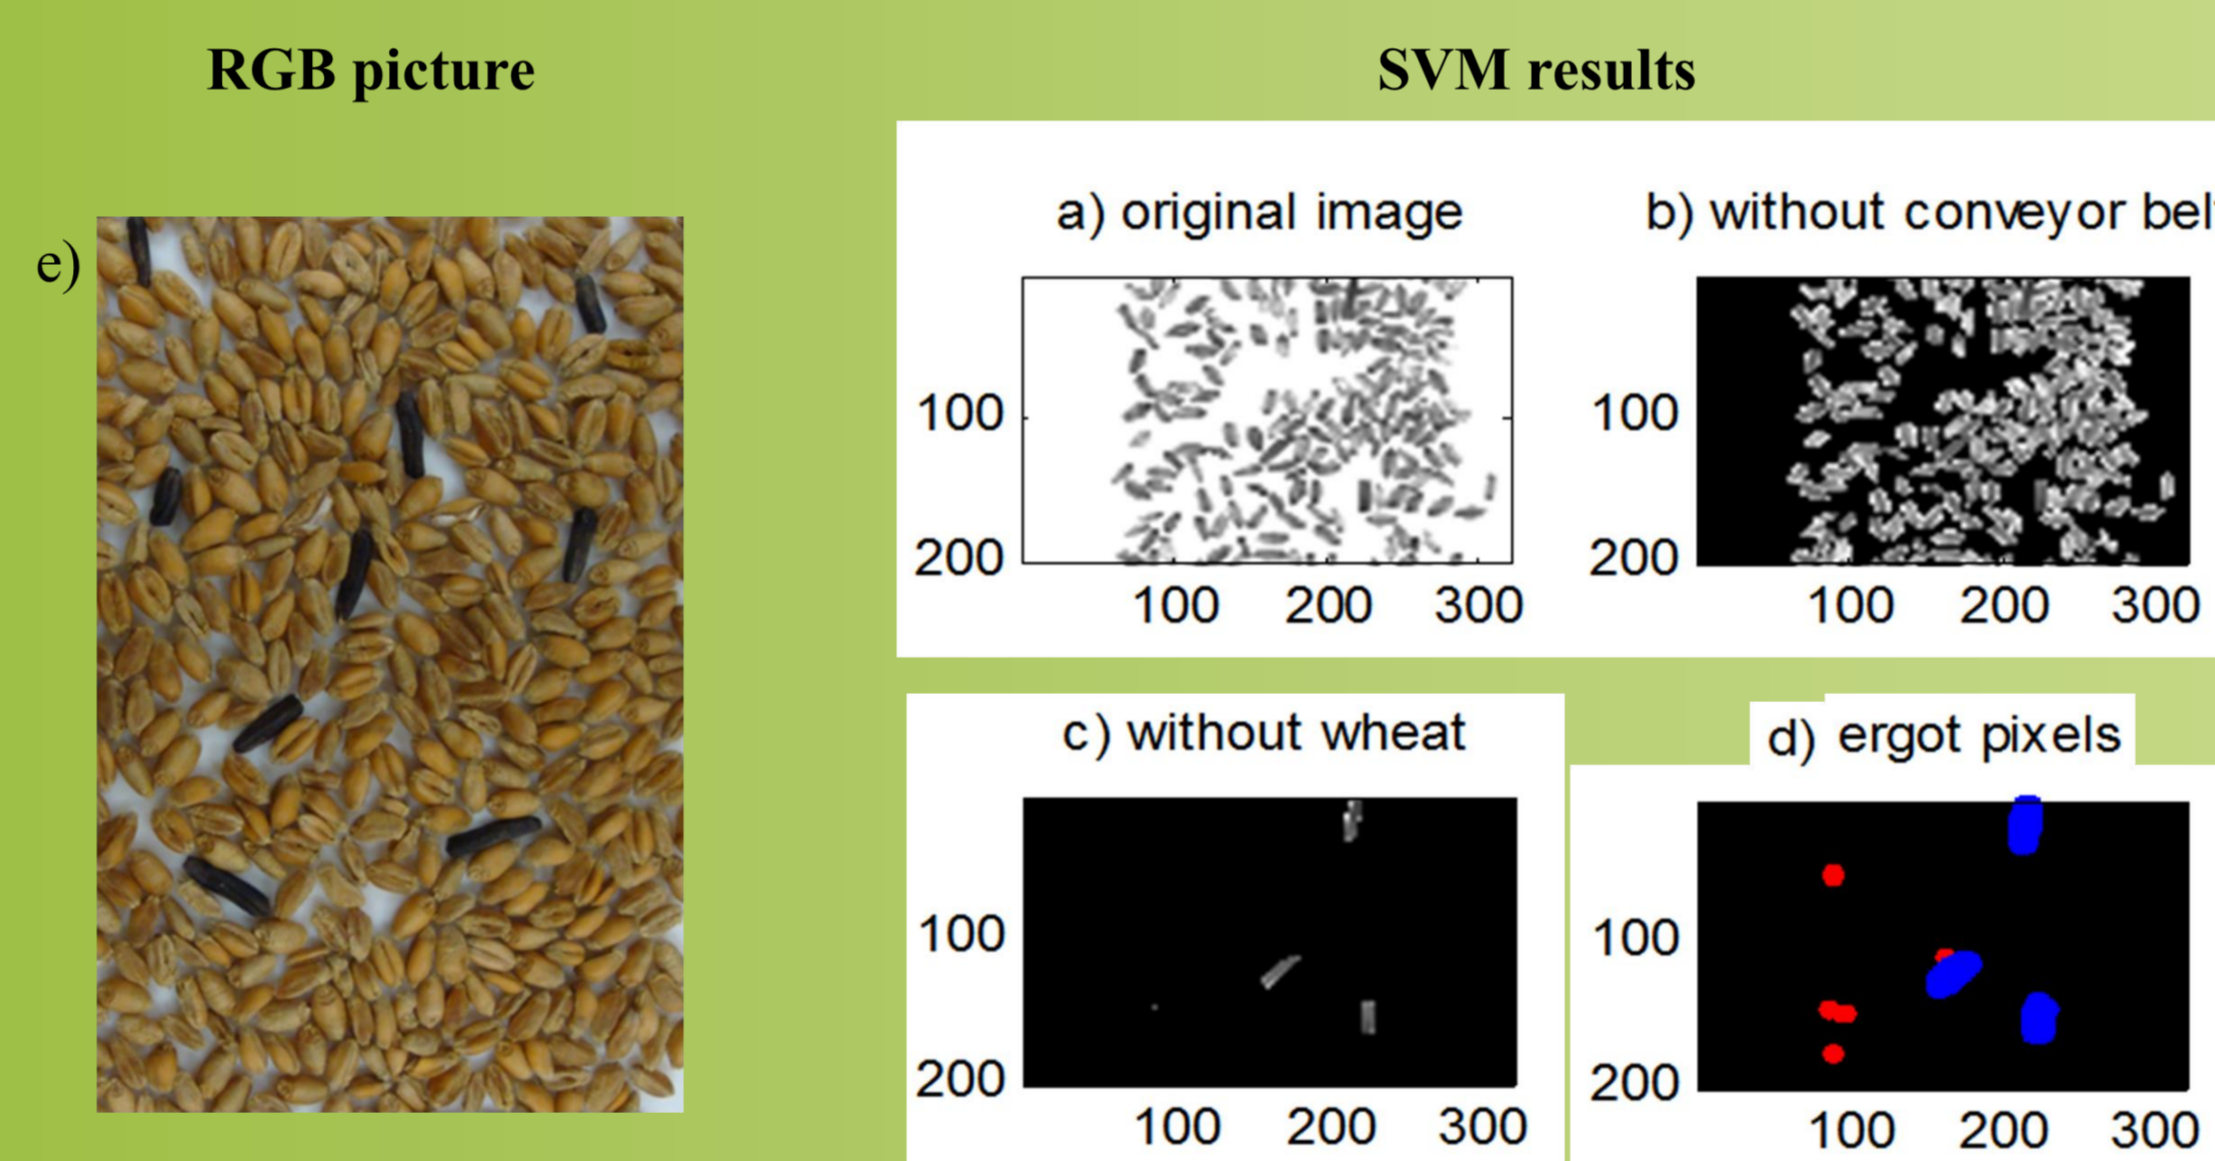 RGB picture
SVM results
e)
a) original image
100
200
100 200 300
b) without conveyor bel
100
200
100 200 300
c) without wheat
100
200
100 200 300
d) ergot pixels
100
200
100 200 300